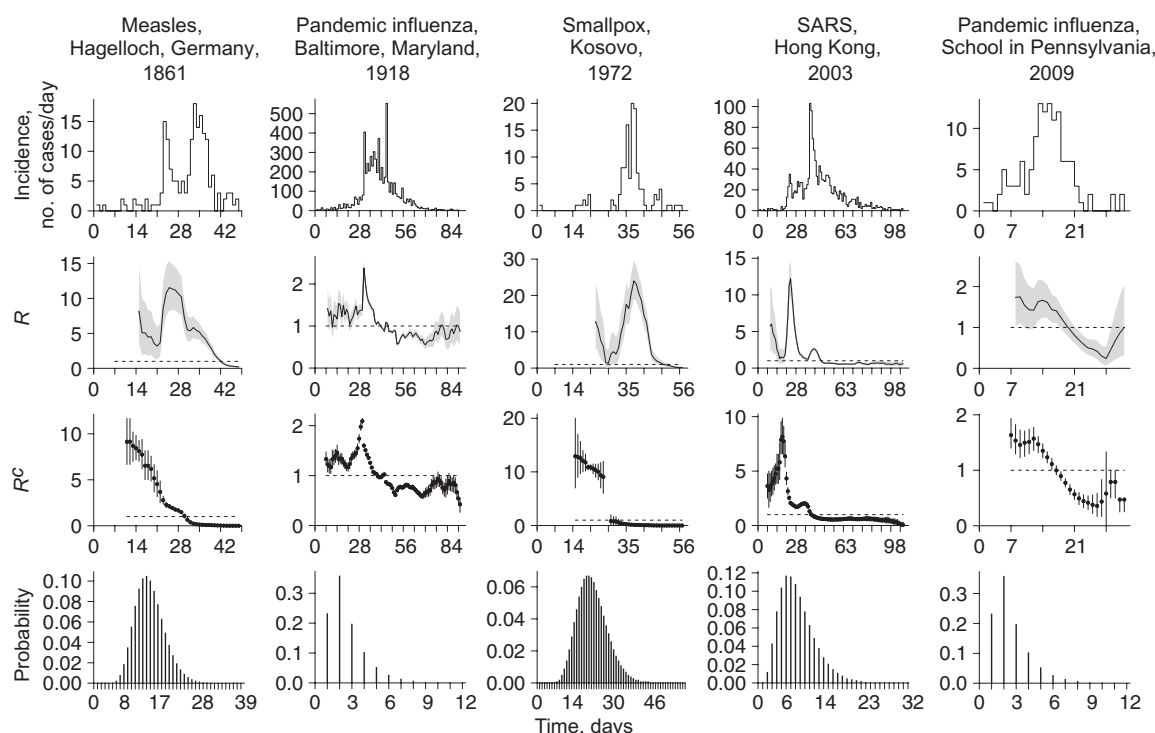 Measles,
Hagelloch, Germany,
1861
Pandemic influenza,
Baltimore, Maryland,
1918
Smallpox,
Kosovo,
1972
SARS,
Hong Kong,
2003
Pandemic influenza,
School in Pennsylvania,
2009
Incidence,
no. of cases/day
15
10
5
0
0 14 28 42
500
400
300
200
100
0
0 28 56 84
20
15
10
5
0
0 14 35 56
100
80
60
40
20
0
0 28 63 98
10
5
0
0 7 21
R
15
10
5
0
0 14 28 42
2
1
0
0 28 56 84
30
20
10
0
0 14 35 56
15
10
5
0
0 28 63 98
2
1
0
0 7 21
Rc
10
5
0
0 14 28 42
2
1
0
0 28 56 84
20
10
0
0 14 35 56
10
5
0
0 28 63 98
2
1
0
0 7 21
Probability
0.10
0.08
0.06
0.04
0.02
0.00
0 8 17 28 39
0.3
0.2
0.1
0.0
0 3 6 9 12
0.06
0.04
0.02
0.00
0 14 30 46
0.12
0.10
0.08
0.06
0.04
0.02
0.00
0 6 14 23 32
0.3
0.2
0.1
0.0
0 3 6 9 12
Time, days